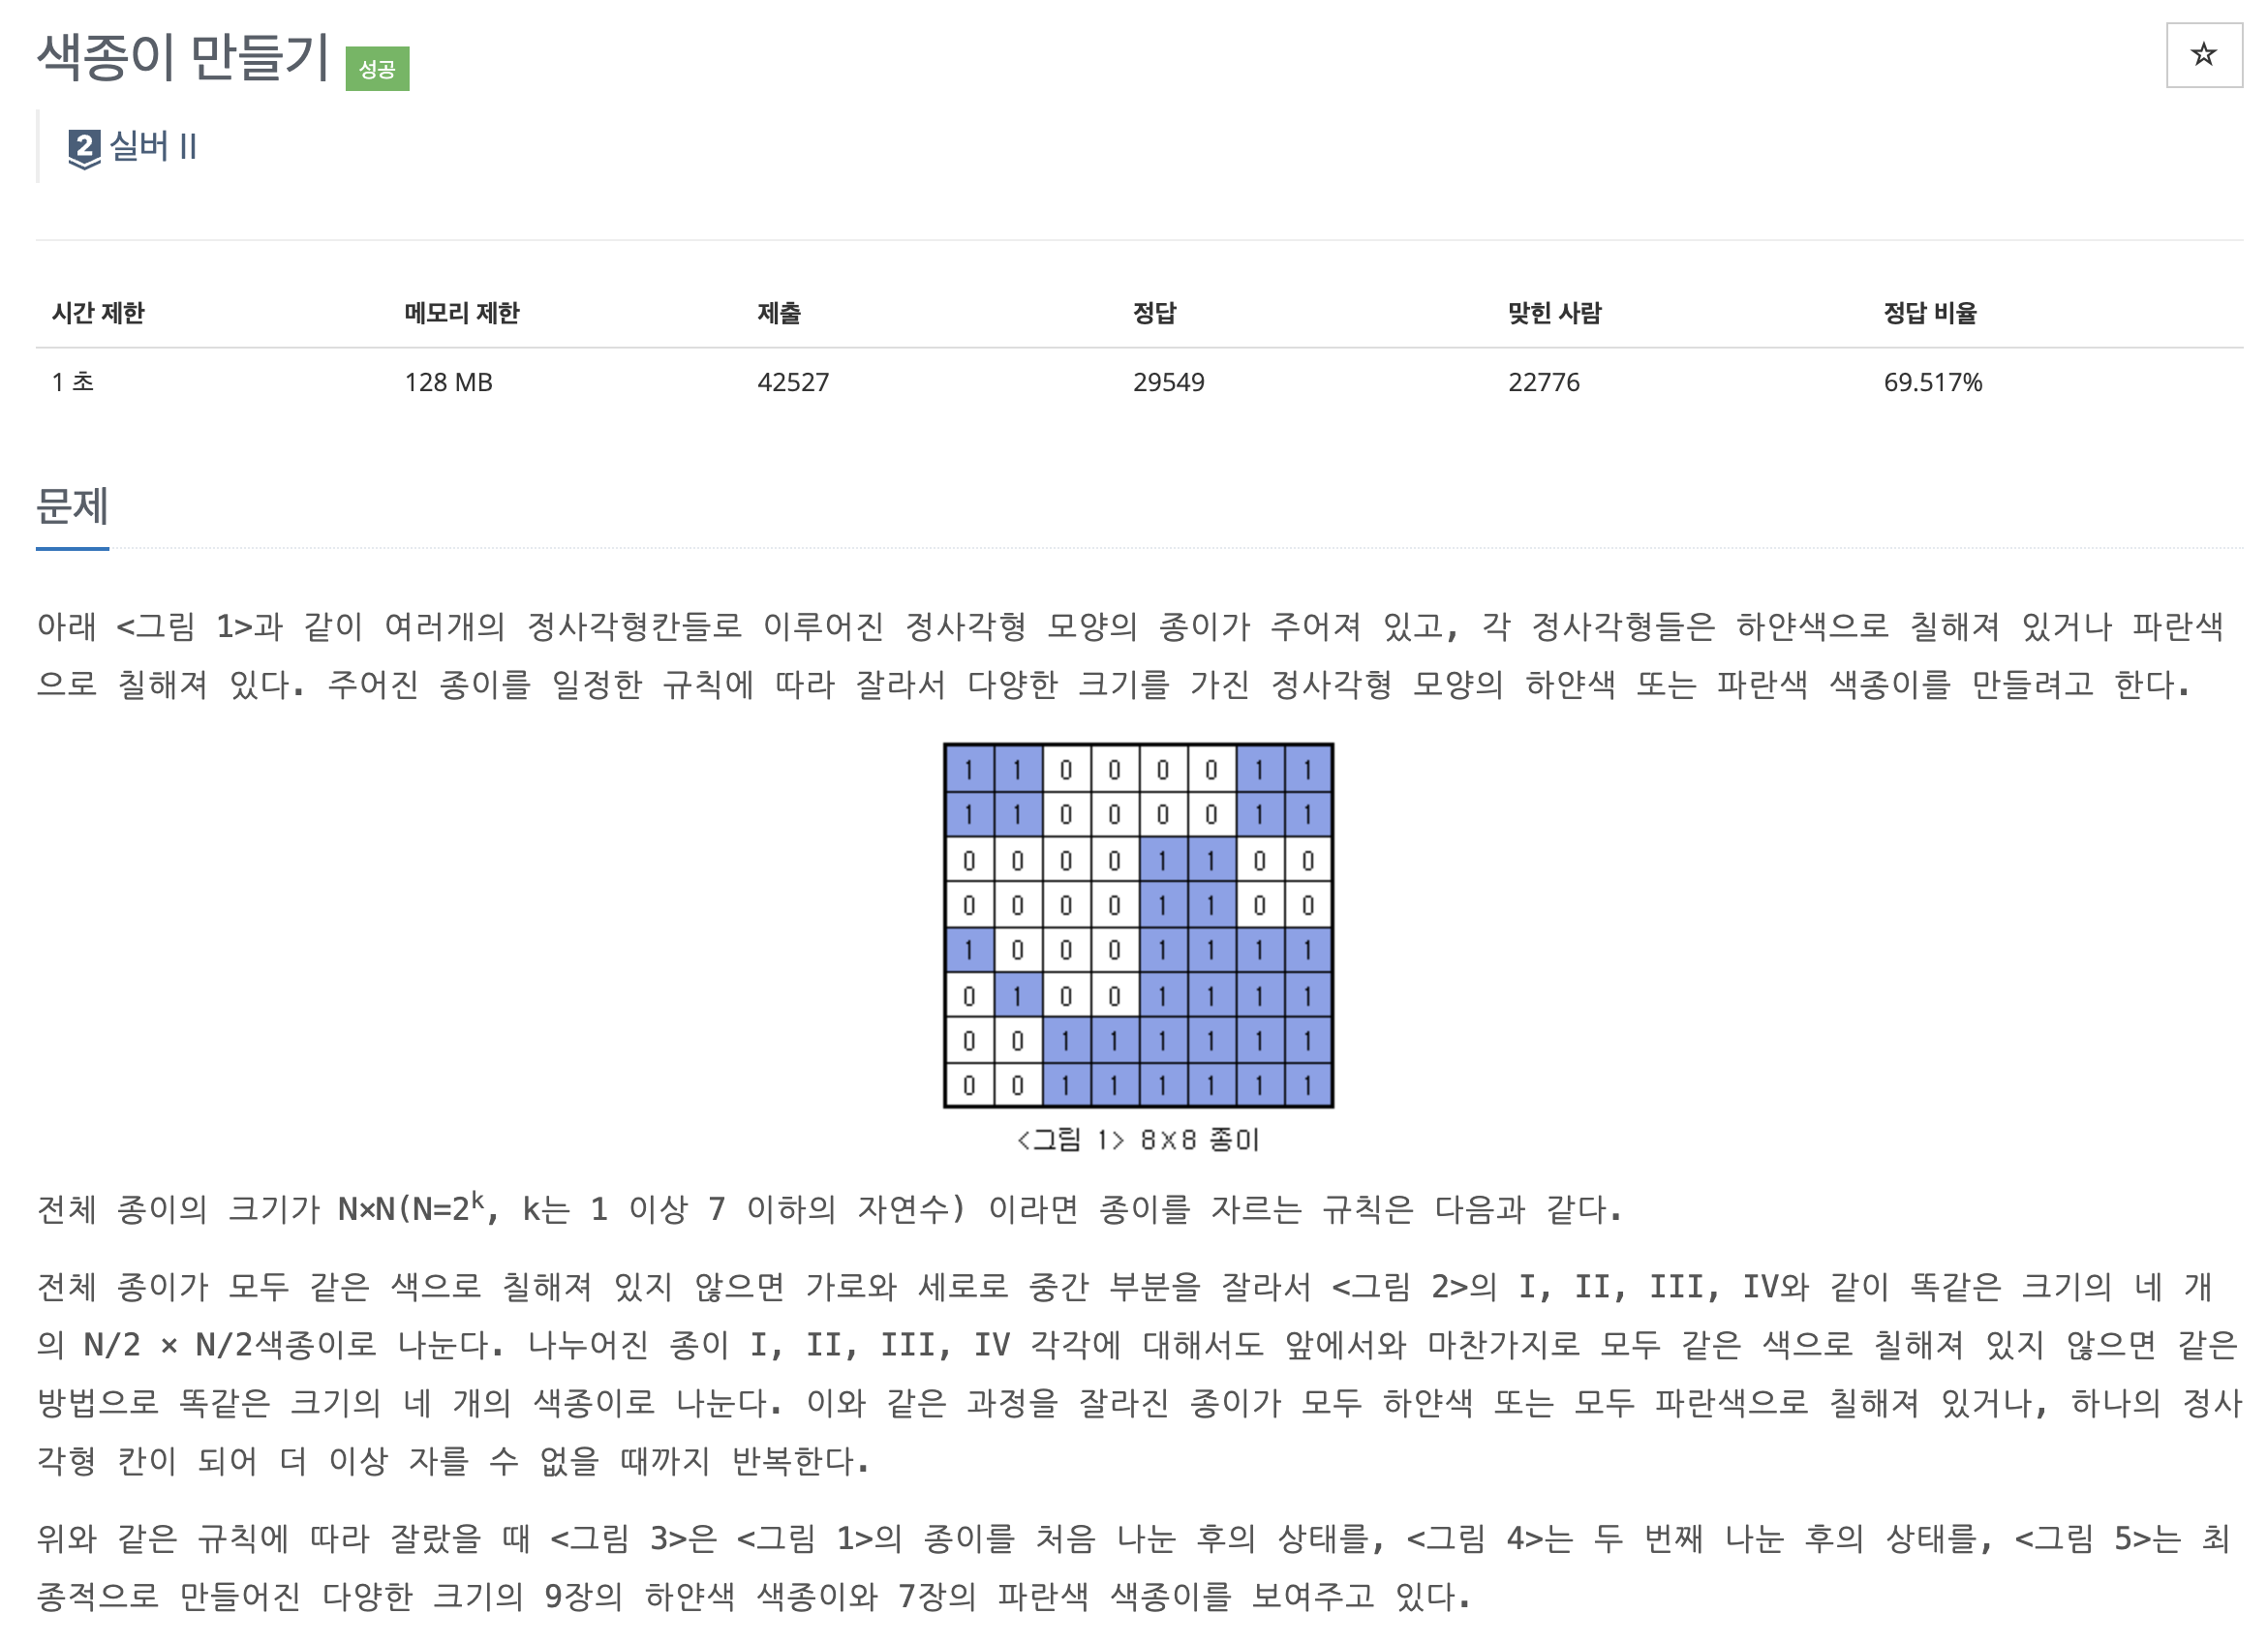 색종이 만들기 성공
☆
2 실버 II
시간 제한 메모리 제한 제출 정답 맞힌 사람 정답 비율
1 초 128 MB 42527 29549 22776 69.517%
문제
아래 <그림 1>과 같이 여러개의 정사각형칸들로 이루어진 정사각형 모양의 종이가 주어져 있고, 각 정사각형들은 하얀색으로 칠해져 있거나 파란색
으로 칠해져 있다. 주어진 종이를 일정한 규칙에 따라 잘라서 다양한 크기를 가진 정사각형 모양의 하얀색 또는 파란색 색종이를 만들려고 한다.
1 1 0 0 0 0 1 1
1 1 0 0 0 0 1 1
0 0 0 0 1 1 0 0
0 0 0 0 1 1 0 0
1 0 0 0 1 1 1 1
0 1 0 0 1 1 1 1
0 0 1 1 1 1 1 1
0 0 1 1 1 1 1 1
<그림 1> 8X8 종이
전체 종이의 크기가 N×N(N=2ᵏ, k는 1 이상 7 이하의 자연수) 이라면 종이를 자르는 규칙은 다음과 같다.
전체 종이가 모두 같은 색으로 칠해져 있지 않으면 가로와 세로로 중간 부분을 잘라서 <그림 2>의 I, II, III, IV와 같이 똑같은 크기의 네 개
의 N/2 × N/2색종이로 나눈다. 나누어진 종이 I, II, III, IV 각각에 대해서도 앞에서와 마찬가지로 모두 같은 색으로 칠해져 있지 않으면 같은
방법으로 똑같은 크기의 네 개의 색종이로 나눈다. 이와 같은 과정을 잘라진 종이가 모두 하얀색 또는 모두 파란색으로 칠해져 있거나, 하나의 정사
각형 칸이 되어 더 이상 자를 수 없을 때까지 반복한다.
위와 같은 규칙에 따라 잘랐을 때 <그림 3>은 <그림 1>의 종이를 처음 나눈 후의 상태를, <그림 4>는 두 번째 나눈 후의 상태를, <그림 5>는 최
종적으로 만들어진 다양한 크기의 9장의 하얀색 색종이와 7장의 파란색 색종이를 보여주고 있다.